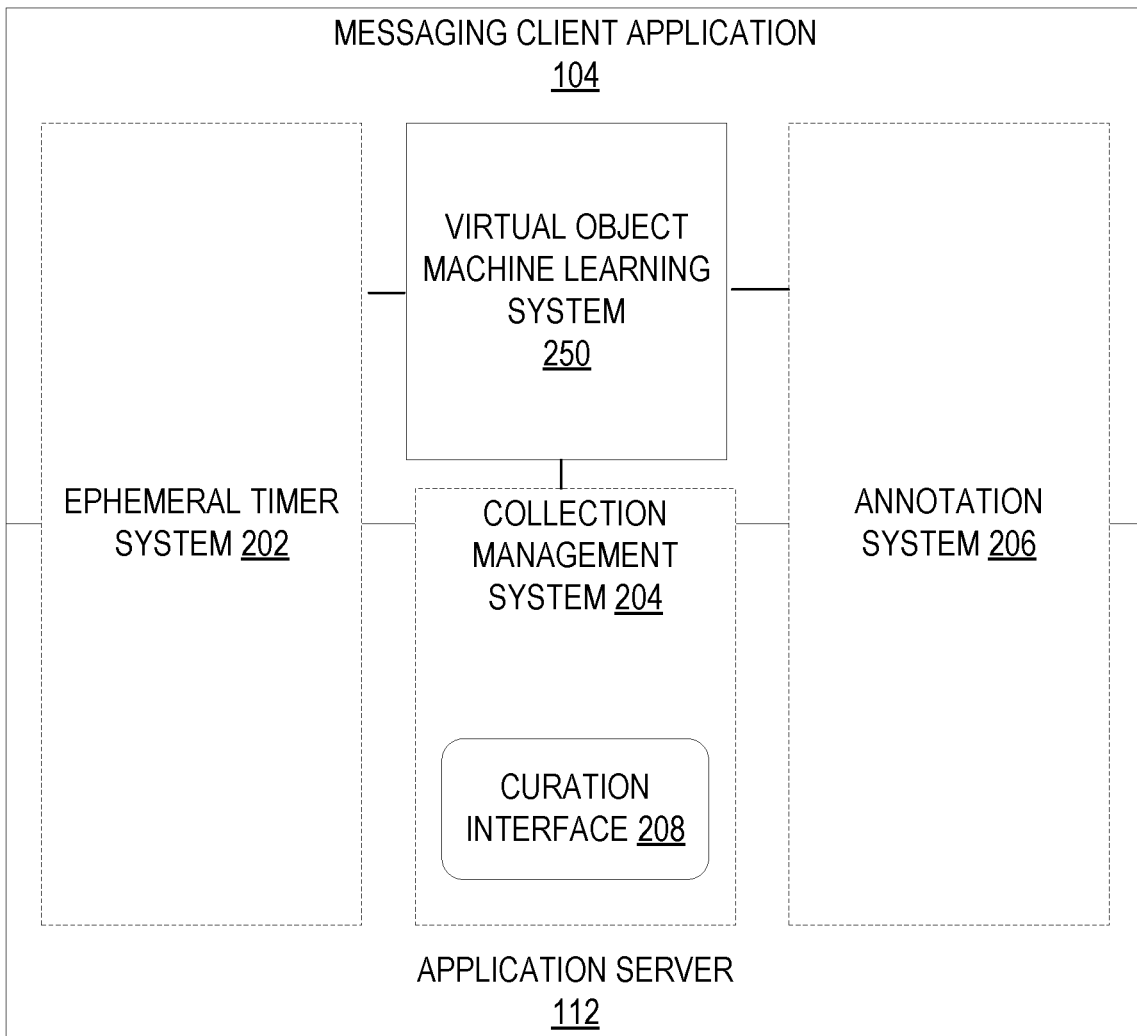 MESSAGING CLIENT APPLICATION
104
VIRTUAL OBJECT
MACHINE LEARNING
SYSTEM
250
EPHEMERAL TIMER
SYSTEM 202
COLLECTION
MANAGEMENT
SYSTEM 204
ANNOTATION
SYSTEM 206
CURATION
INTERFACE 208
APPLICATION SERVER
112